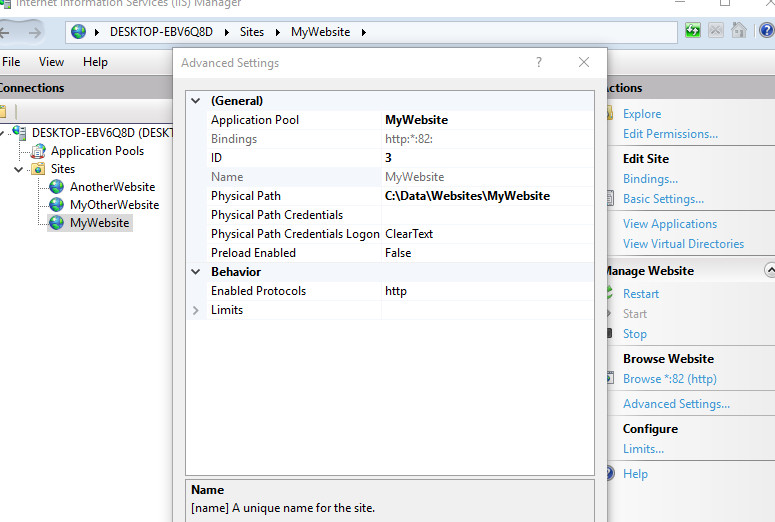 Internet Information Services (IIS) Manager
DESKTOP-EBV6Q8D Sites MyWebsite
File View Help
Connections
DESKTOP-EBV6Q8D (DESKT
Application Pools
Sites
AnotherWebsite
MyOtherWebsite
MyWebsite
Advanced Settings ?
(General)
Application Pool MyWebsite
Bindings http:*:82:
ID 3
Name MyWebsite
Physical Path C:\Data\Websites\MyWebsite
Physical Path Credentials
Physical Path Credentials Logon ClearText
Preload Enabled False
Behavior
Enabled Protocols http
Limits
Name
[name] A unique name for the site.
Actions
Explore
Edit Permissions...
Edit Site
Bindings...
Basic Settings...
View Applications
View Virtual Directories
Manage Website
Restart
Start
Stop
Browse Website
Browse *:82 (http)
Advanced Settings...
Configure
Limits...
Help